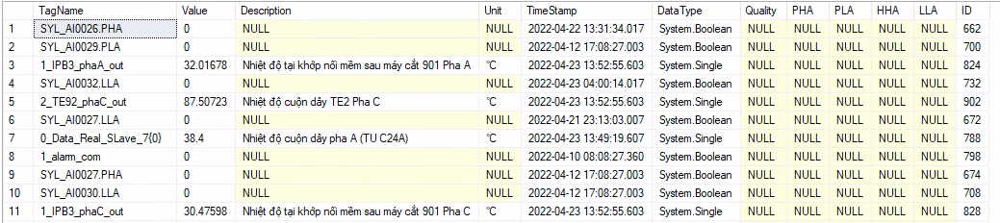 TagName Value Description Unit TimeStamp DataType Quality PHA PLA HHA LLA ID
1 SYL_AI0026.PHA 0 NULL NULL 2022-04-22 13:31:34.017 System.Boolean NULL NULL NULL NULL NULL 662
2 SYL_AI0029.PLA 0 NULL NULL 2022-04-12 17:08:27.003 System.Boolean NULL NULL NULL NULL NULL 700
3 1_IPB3_phaA_out 32.01678 Nhiệt độ tại khớp nối mềm sau máy cắt 901 Pha A °C 2022-04-23 13:52:55.603 System.Single NULL NULL NULL NULL NULL 824
4 SYL_AI0032.LLA 0 NULL NULL 2022-04-23 04:00:14.017 System.Boolean NULL NULL NULL NULL NULL 732
5 2_TE92_phaC_out 87.50723 Nhiệt độ cuộn dây TE2 Pha C °C 2022-04-23 13:52:55.603 System.Single NULL NULL NULL NULL NULL 902
6 SYL_AI0027.LLA 0 NULL NULL 2022-04-21 23:13:03.007 System.Boolean NULL NULL NULL NULL NULL 672
7 0_Data_Real_SLave_7{0} 38.4 Nhiệt độ cuộn dây pha A (TU C24A) °C 2022-04-23 13:49:19.607 System.Single NULL NULL NULL NULL NULL 788
8 1_alarm_com 0 NULL NULL 2022-04-10 08:08:27.360 System.Boolean NULL NULL NULL NULL NULL 798
9 SYL_AI0027.PHA 0 NULL NULL 2022-04-12 17:08:27.003 System.Boolean NULL NULL NULL NULL NULL 674
10 SYL_AI0030.LLA 0 NULL NULL 2022-04-12 17:08:27.003 System.Boolean NULL NULL NULL NULL NULL 708
11 1_IPB3_phaC_out 30.47598 Nhiệt độ tại khớp nối mềm sau máy cắt 901 Pha C °C 2022-04-23 13:52:55.603 System.Single NULL NULL NULL NULL NULL 828